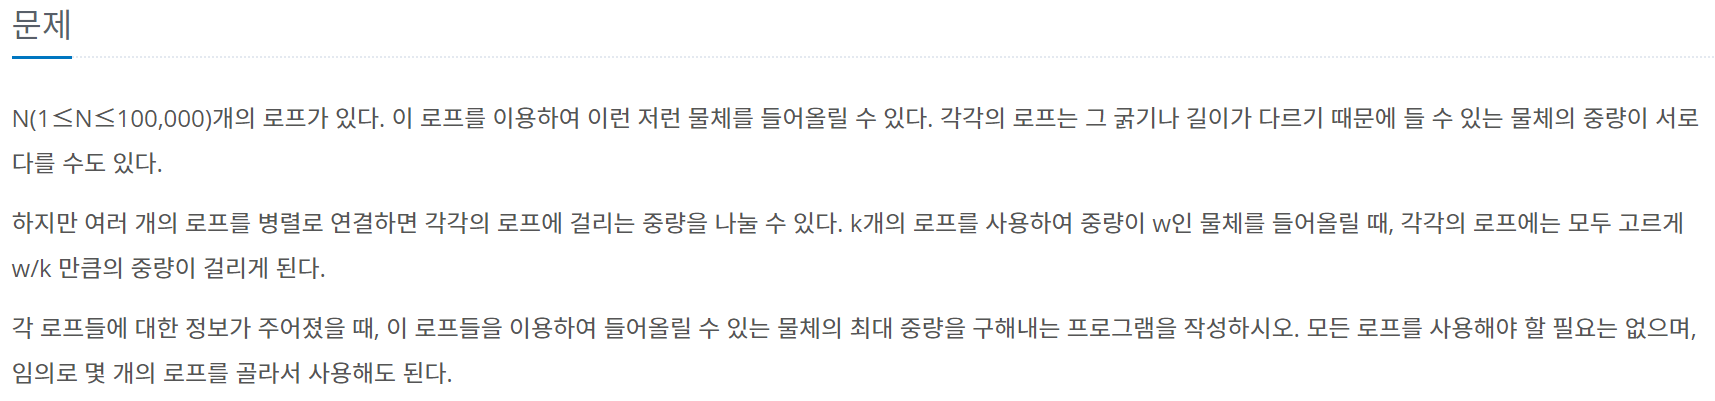 문제
N(1≤N≤100,000)개의 로프가 있다. 이 로프를 이용하여 이런 저런 물체를 들어올릴 수 있다. 각각의 로프는 그 굵기나 길이가 다르기 때문에 들 수 있는 물체의 중량이 서로
다를 수도 있다.
하지만 여러 개의 로프를 병렬로 연결하면 각각의 로프에 걸리는 중량을 나눌 수 있다. k개의 로프를 사용하여 중량이 w인 물체를 들어올릴 때, 각각의 로프에는 모두 고르게
w/k 만큼의 중량이 걸리게 된다.
각 로프들에 대한 정보가 주어졌을 때, 이 로프들을 이용하여 들어올릴 수 있는 물체의 최대 중량을 구해내는 프로그램을 작성하시오. 모든 로프를 사용해야 할 필요는 없으며,
임의로 몇 개의 로프를 골라서 사용해도 된다.